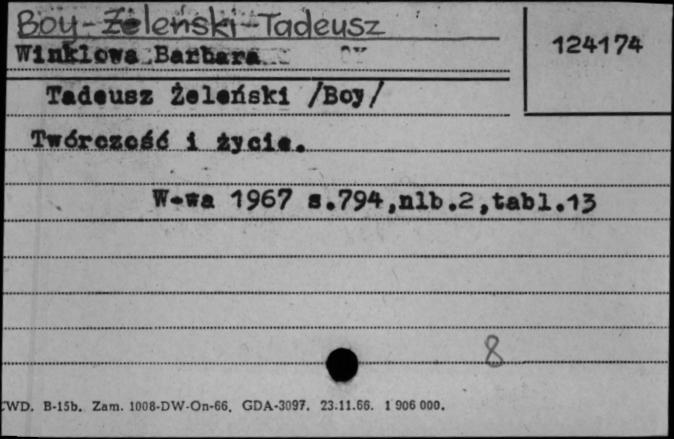 Boy-Żeleński-Tadeusz
Winklowa Barbara
124174
Tadeusz Żeleński /Boy/
Twórczość i życie.
W-wa 1967 s.794,nlb.2,tabl.13
8
CWD. B-15b. Zam. 1008-DW-On-66. GDA-3097. 23.11.66. 1 906 000.